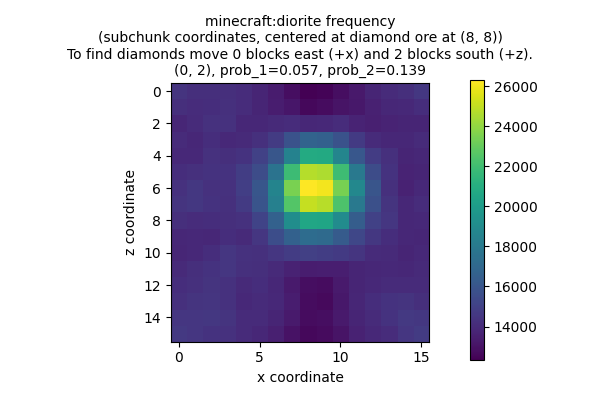 minecraft:diorite frequency
(subchunk coordinates, centered at diamond ore at (8, 8))
To find diamonds move 0 blocks east (+x) and 2 blocks south (+z).
(0, 2), prob_1=0.057, prob_2=0.139
0
2
4
6
8
10
12
14
z coordinate
0 5 10 15
x coordinate
26000
24000
22000
20000
18000
16000
14000